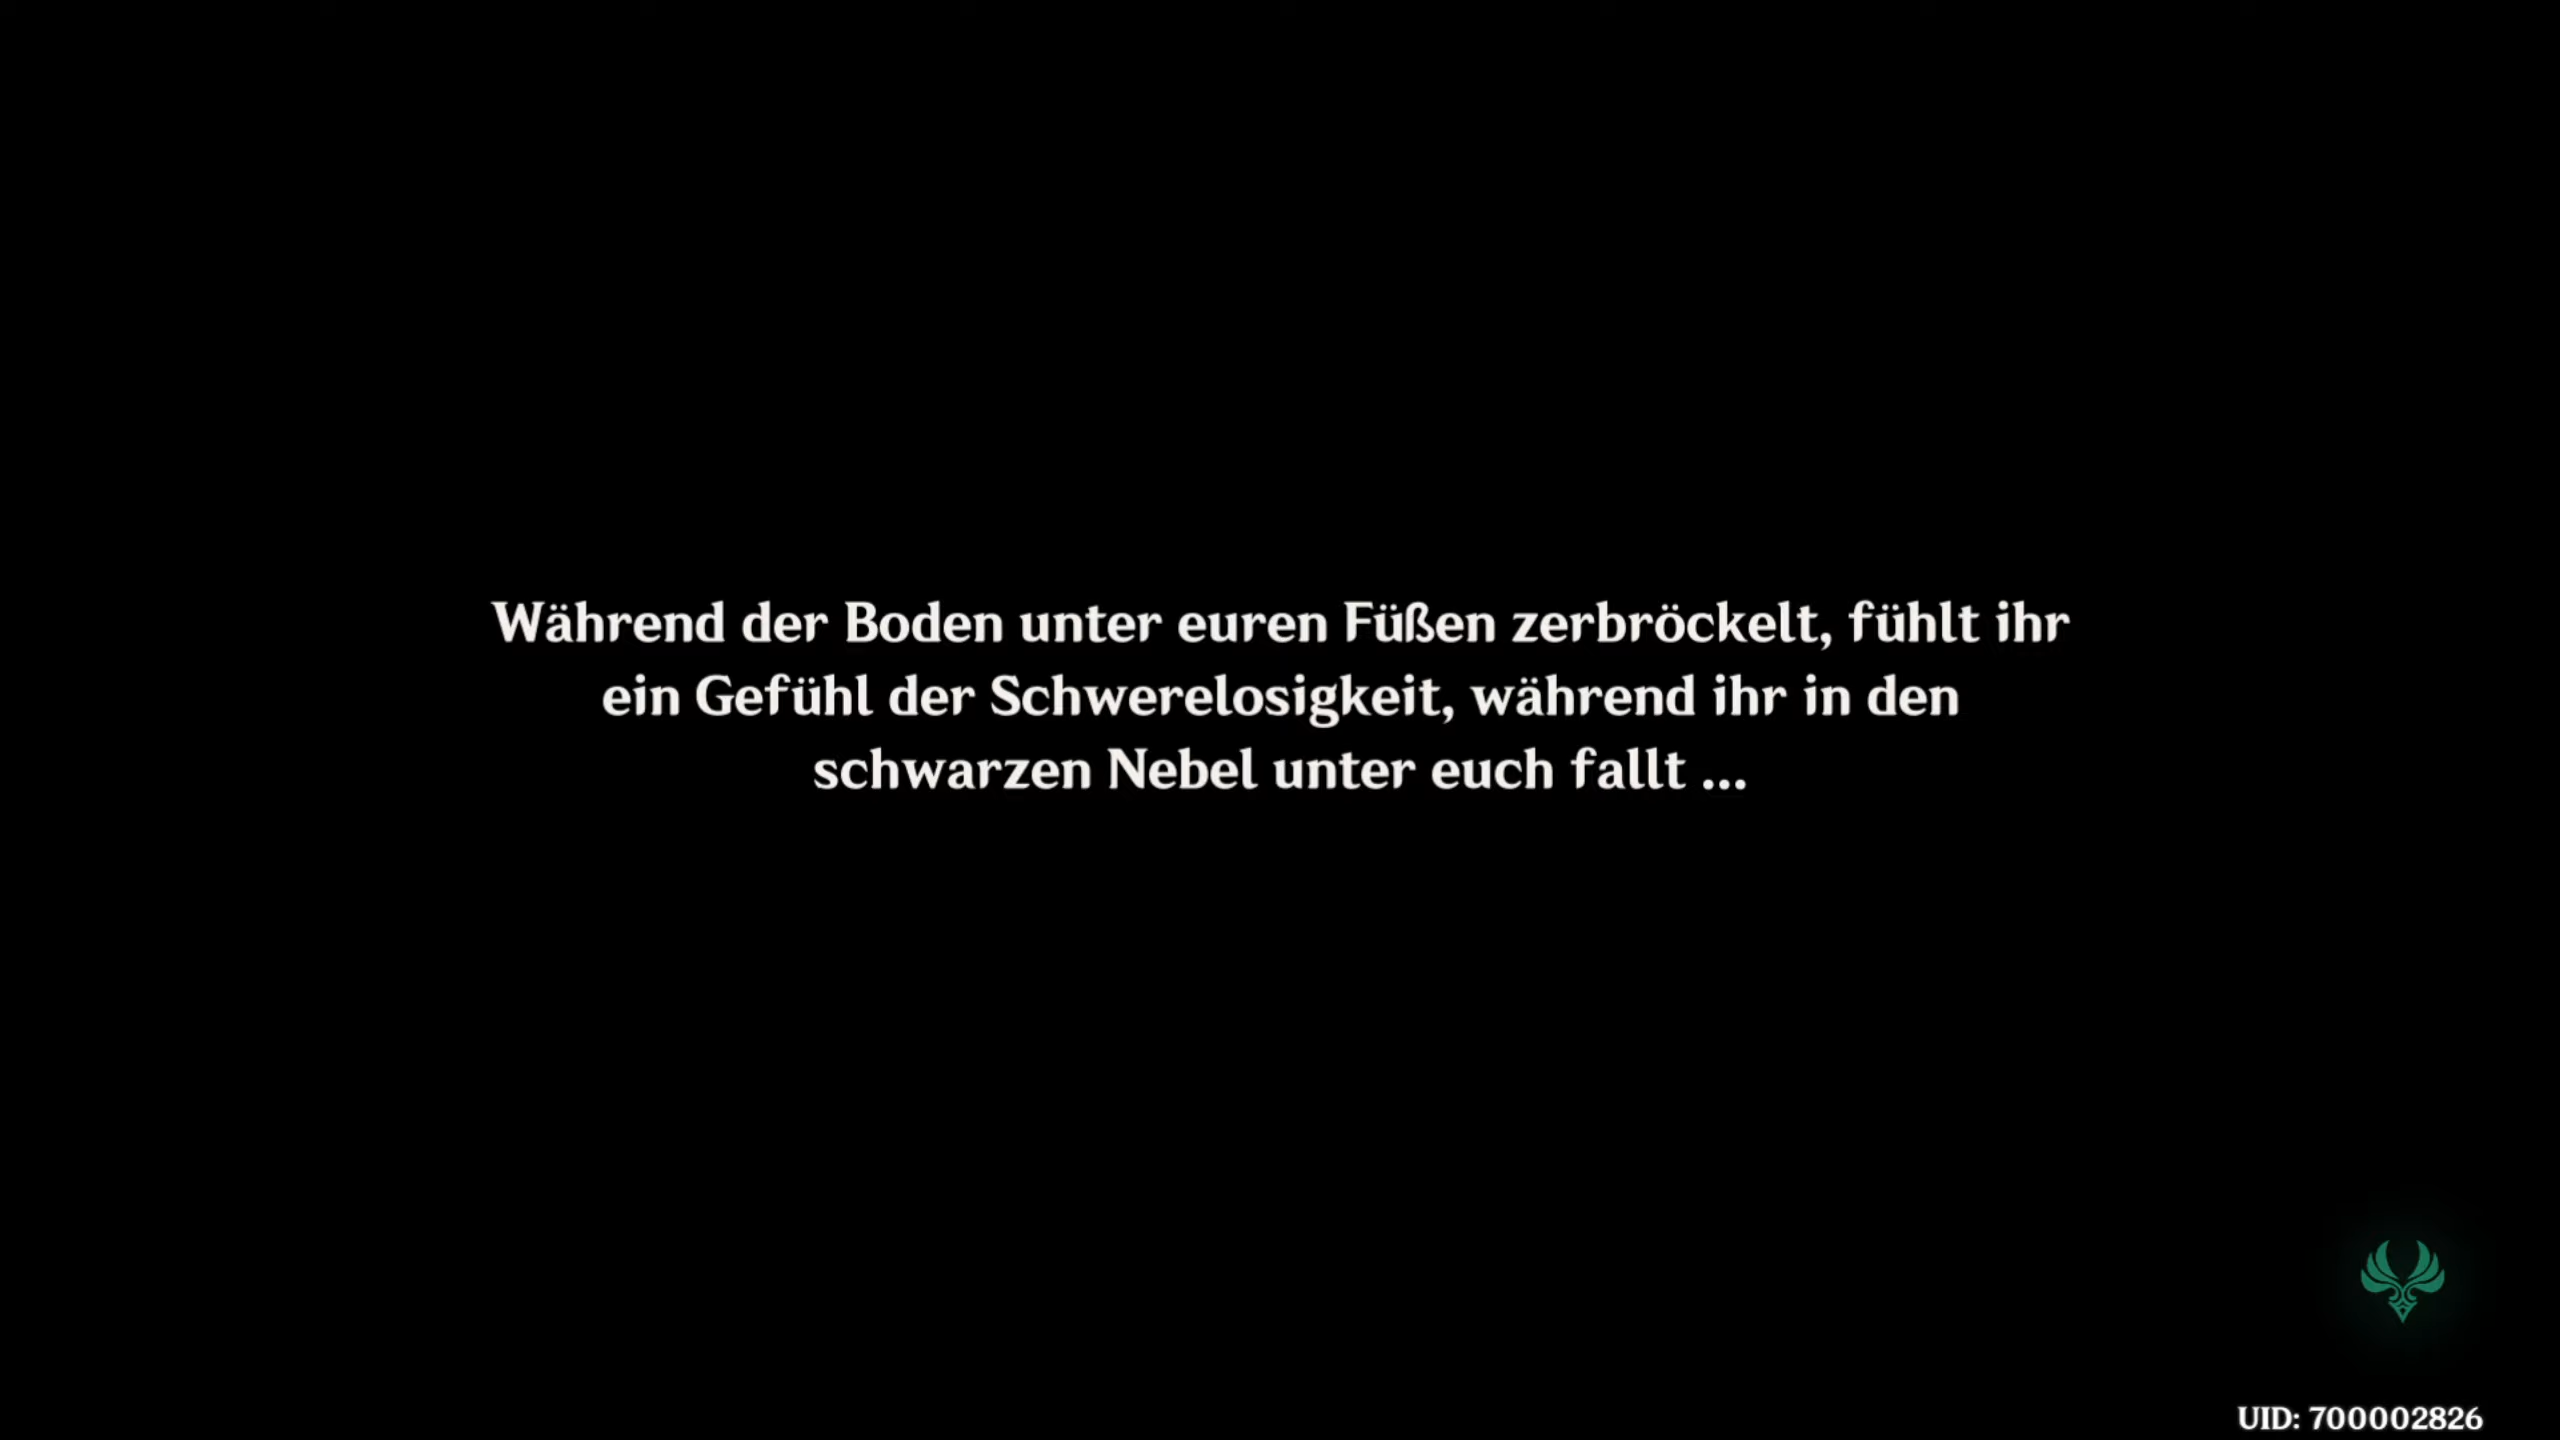 Während der Boden unter euren Füßen zerbröckelt, fühlt ihr
ein Gefühl der Schwerelosigkeit, während ihr in den
schwarzen Nebel unter euch fallt ...
UID: 700002826